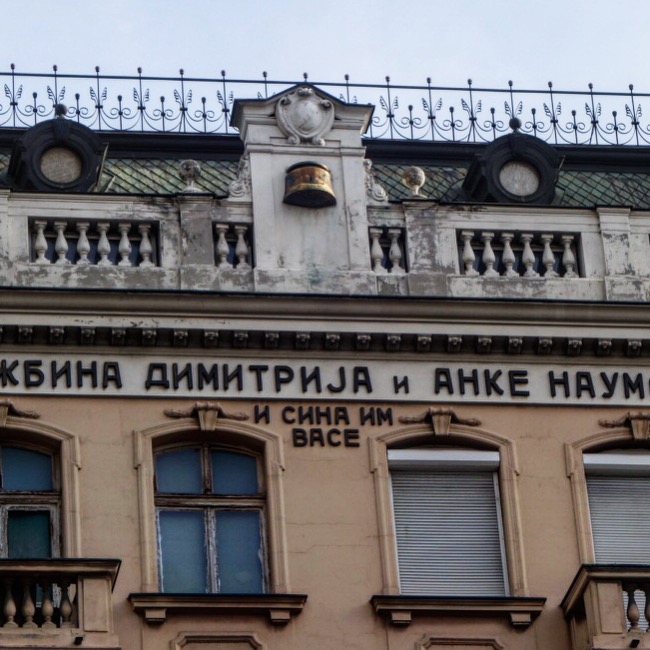 ЖБИНА ДИМИТРИЈА и АНКЕ НАУМ
И СИНА ИМ
ВАСЕ